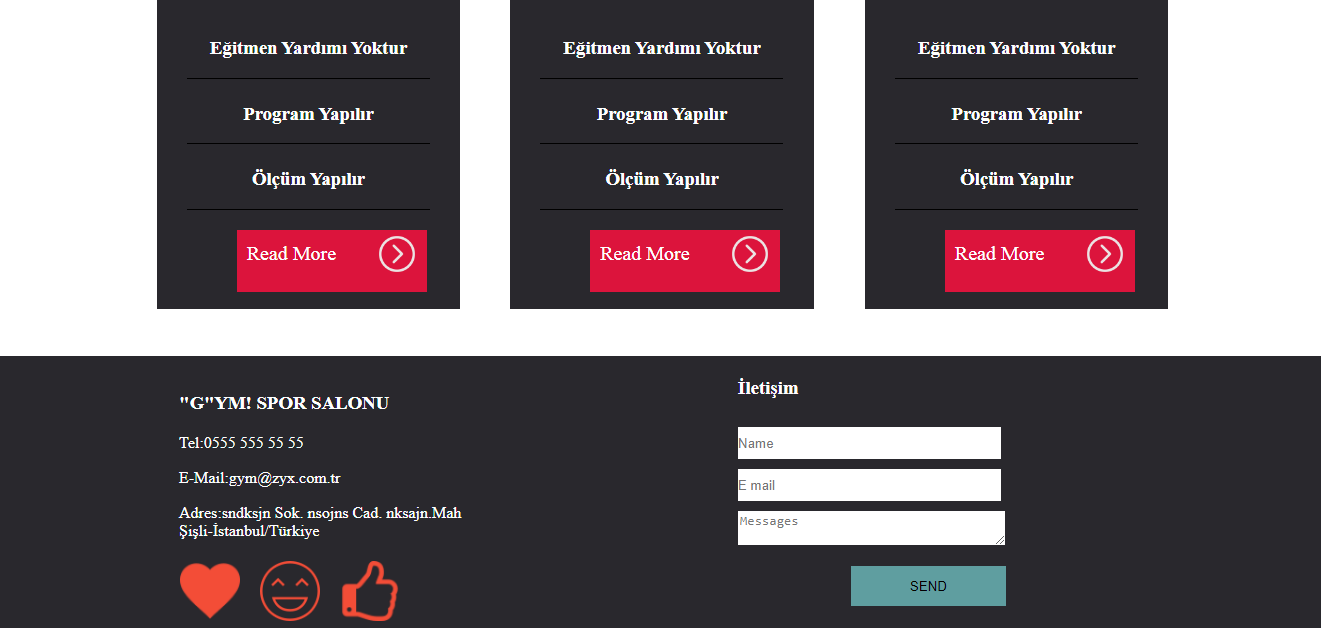 Eğitmen Yardımı Yoktur
Program Yapılır
Ölçüm Yapılır
Read More
Eğitmen Yardımı Yoktur
Program Yapılır
Ölçüm Yapılır
Read More
Eğitmen Yardımı Yoktur
Program Yapılır
Ölçüm Yapılır
Read More
"G"YM! SPOR SALONU
Tel:0555 555 55 55
E-Mail:gym@zyx.com.tr
Adres:sndksjn Sok. nsojns Cad. nksajn.Mah
Şişli-İstanbul/Türkiye
İletişim
Name
E mail
Messages
SEND